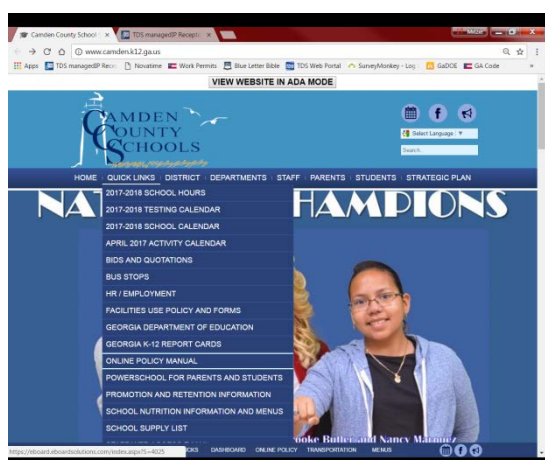 Camden County School
TDS managedIP Recepti
www.camden.k12.ga.us
Apps
TDS managedIP Rece
Novatime
Work Permits
Blue Letter Bible
TDS Web Portal
SurveyMonkey - Log
GaDOE
GA Code
VIEW WEBSITE IN ADA MODE
CAMDEN
COUNTY
SCHOOLS
Select Language ▼
Search
HOME QUICK LINKS DISTRICT DEPARTMENTS STAFF PARENTS STUDENTS STRATEGIC PLAN
NAT HAMPIONS
2017-2018 SCHOOL HOURS
2017-2018 TESTING CALENDAR
2017-2018 SCHOOL CALENDAR
APRIL 2017 ACTIVITY CALENDAR
BIDS AND QUOTATIONS
BUS STOPS
HR / EMPLOYMENT
FACILITIES USE POLICY AND FORMS
GEORGIA DEPARTMENT OF EDUCATION
GEORGIA K-12 REPORT CARDS
ONLINE POLICY MANUAL
POWERSCHOOL FOR PARENTS AND STUDENTS
PROMOTION AND RETENTION INFORMATION
SCHOOL NUTRITION INFORMATION AND MENUS
SCHOOL SUPPLY LIST
ooke Butler and Nancy Marquez
https://eboard.eboardsolutions.com/index.aspx?S=4025
DASHBOARD ONLINE POLICY TRANSPORTATION MENUS